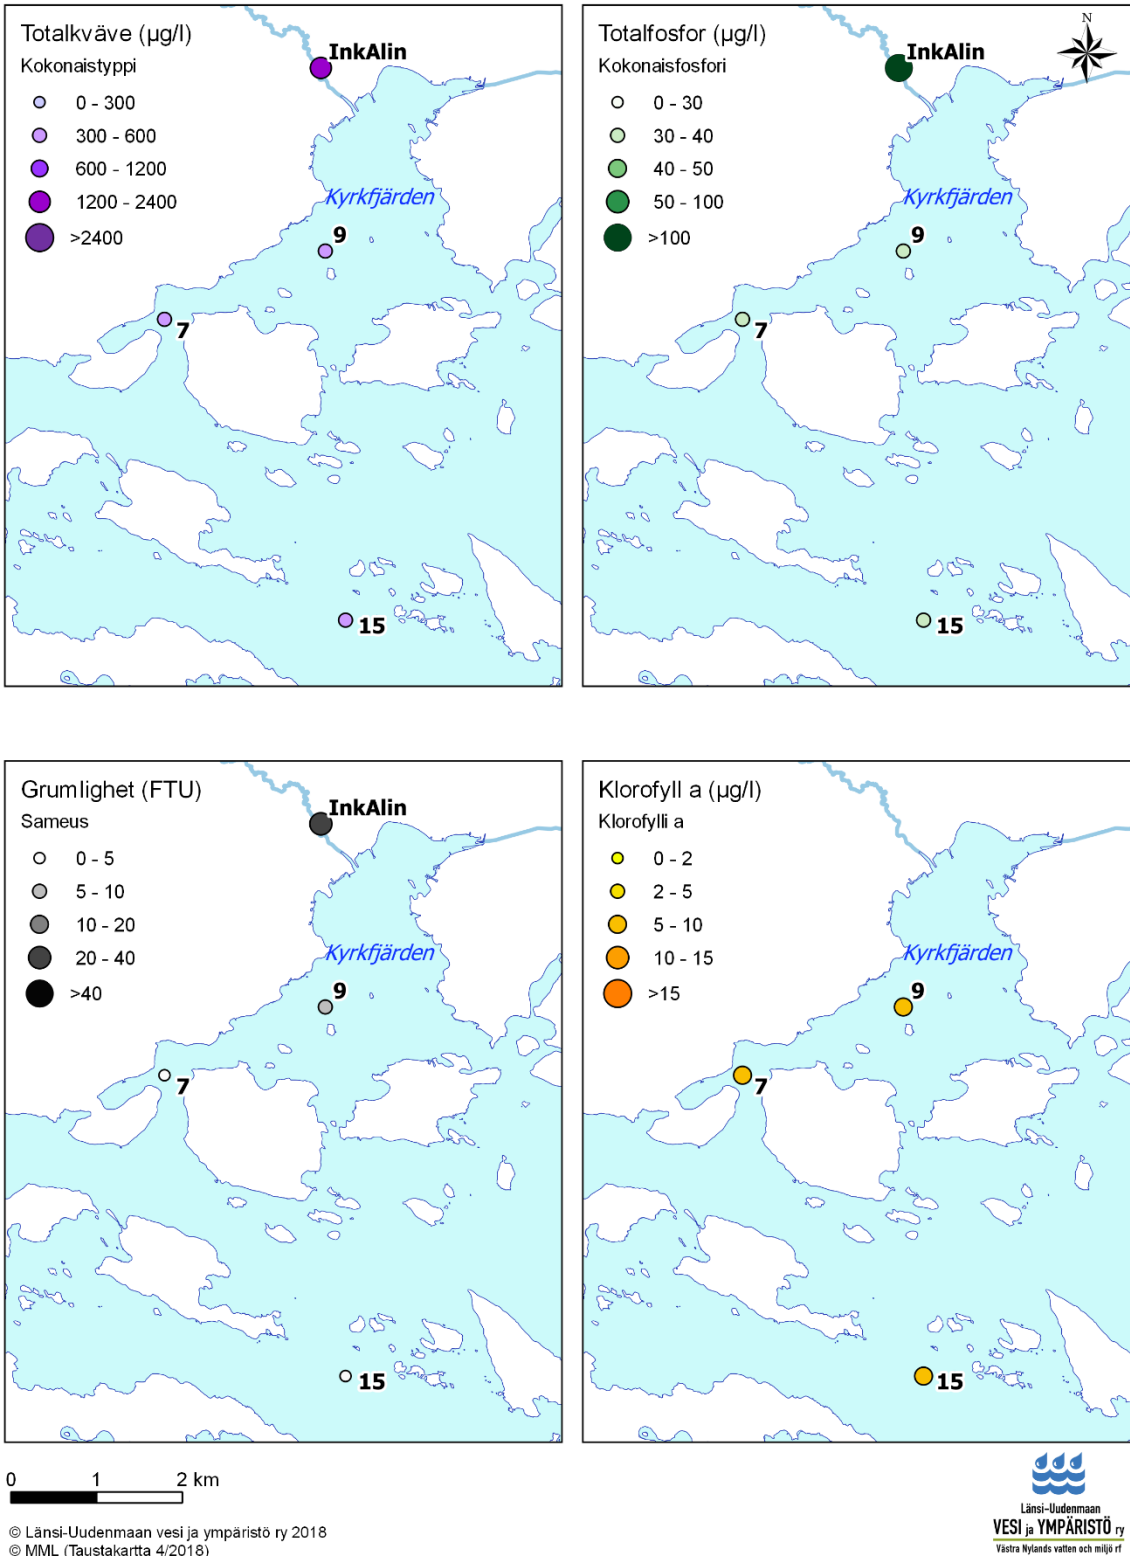 Totalkväve (µg/l)
Kokonaistyppi
0 - 300
300 - 600
600 - 1200
1200 - 2400
>2400
InkAlin
Kyrkfjärden
9
7
15
Totalfosfor (µg/l)
Kokonaisfosfori
0 - 30
30 - 40
40 - 50
50 - 100
>100
InkAlin
N
Kyrkfjärden
9
7
15
Grumlighet (FTU)
Sameus
0 - 5
5 - 10
10 - 20
20 - 40
>40
InkAlin
Kyrkfjärden
9
7
15
Klorofyll a (µg/l)
Klorofylli a
0 - 2
2 - 5
5 - 10
10 - 15
>15
Kyrkfjärden
9
7
15
0 1 2 km
© Länsi-Uudenmaan vesi ja ympäristö ry 2018
© MML (Taustakartta 4/2018)
Länsi-Uudenmaan
VESI ja YMPÄRISTÖ ry
Västra Nylands vatten och miljö rf